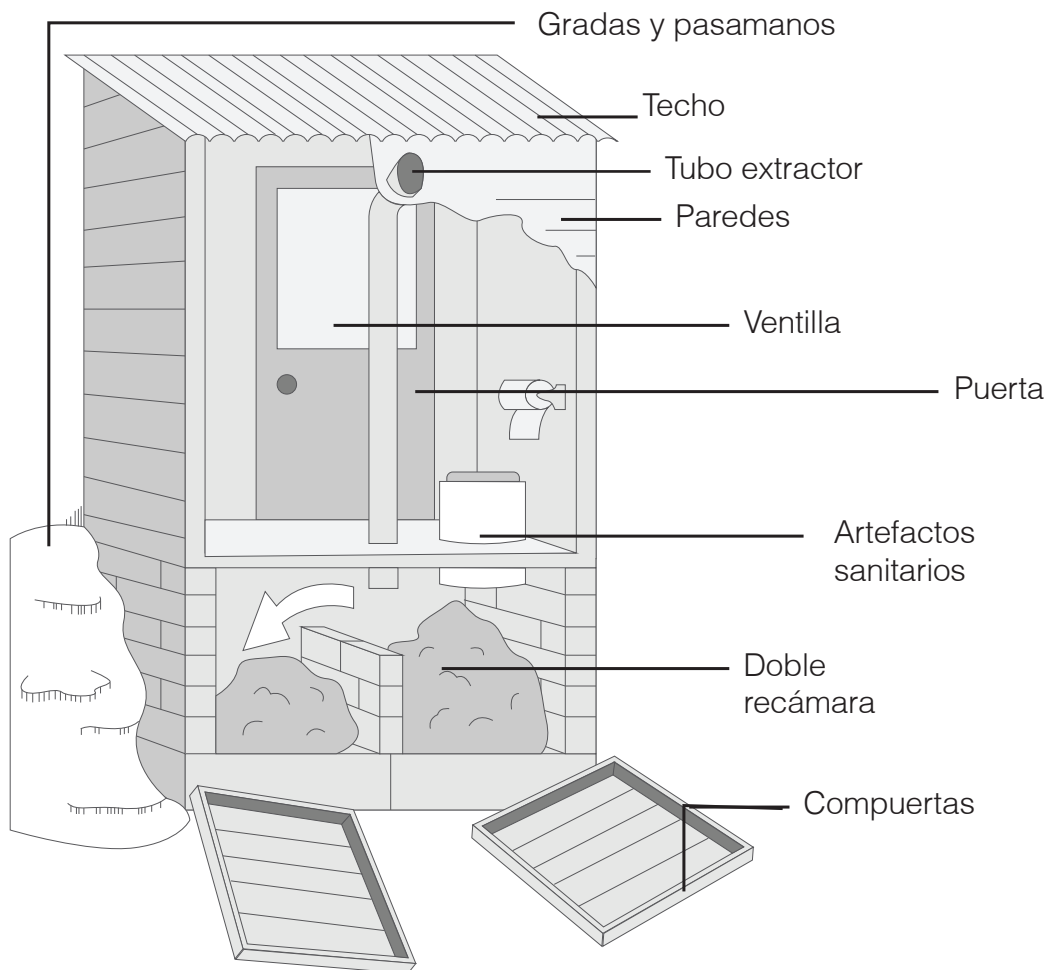 Gradas y pasamanos
Techo
Tubo extractor
Paredes
Ventilla
Puerta
Artefactos
sanitarios
Doble
recámara
Compuertas